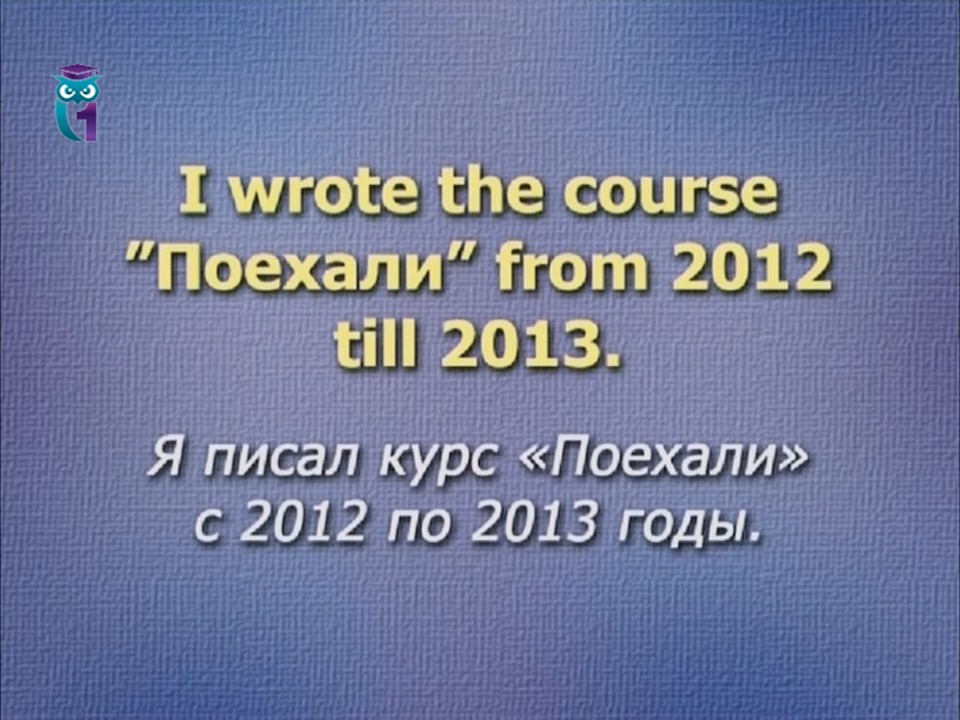 I wrote the course
"Поехали" from 2012
till 2013.
Я писал курс «Поехали»
с 2012 по 2013 годы.